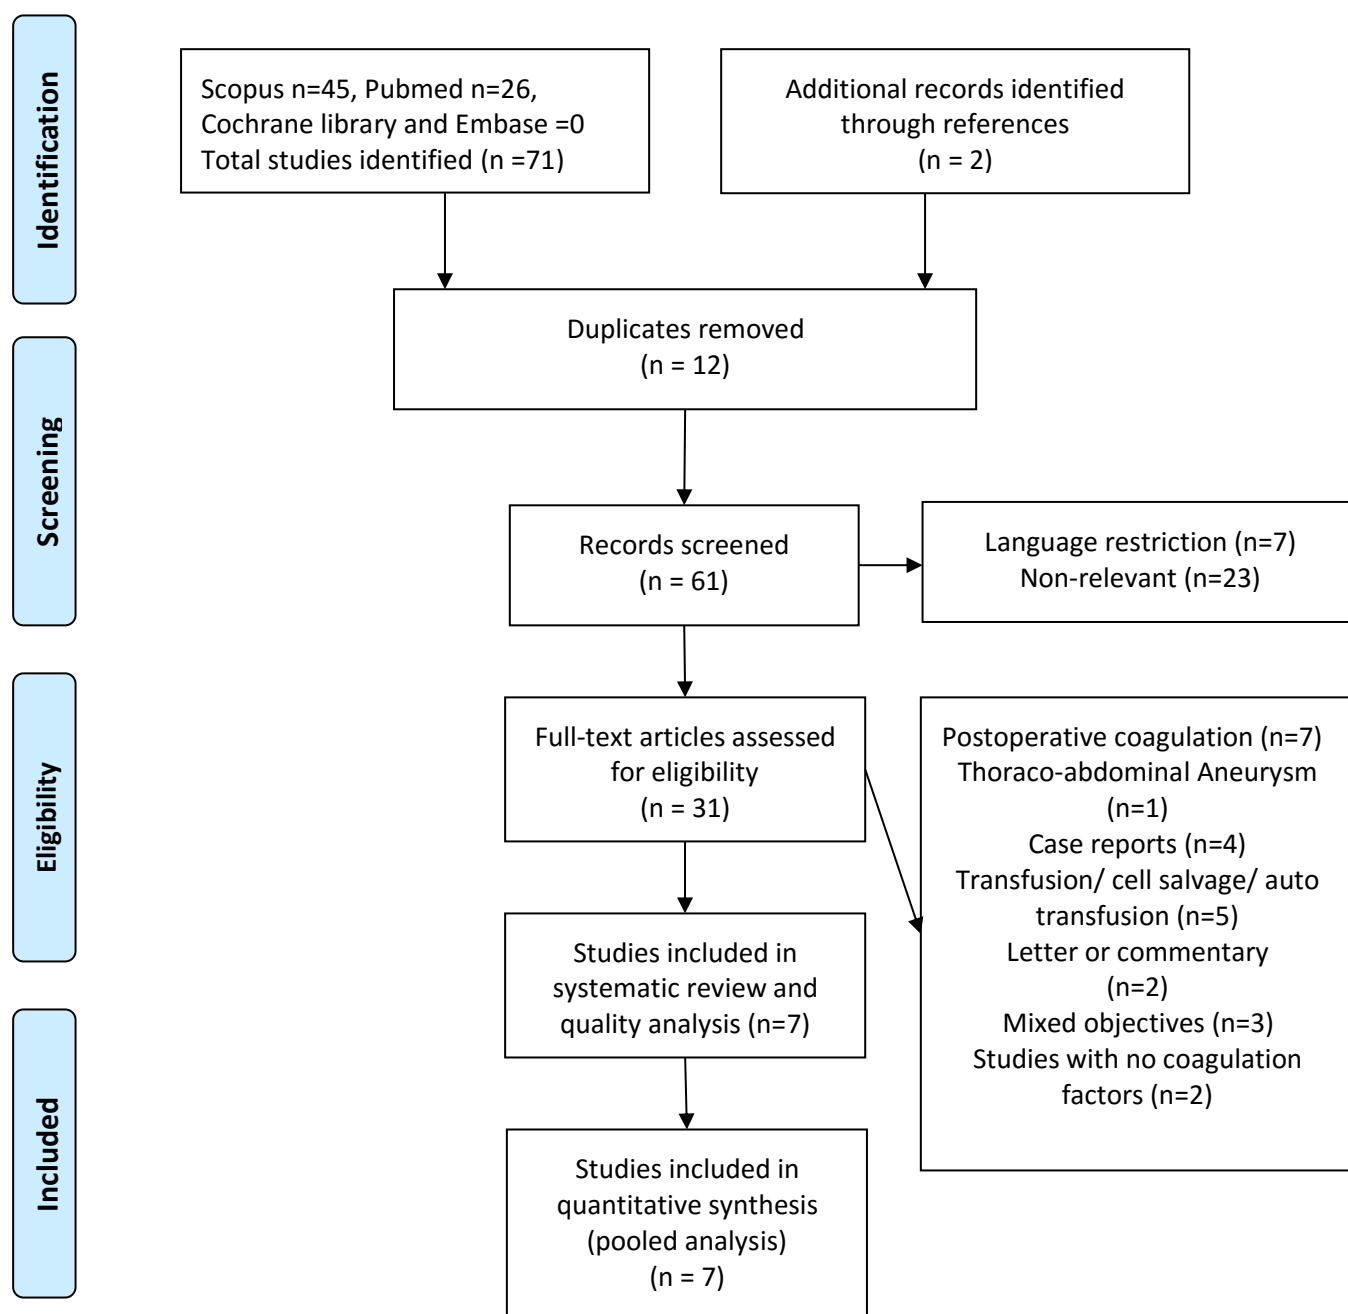 Identification
Scopus n=45, Pubmed n=26,
Cochrane library and Embase =0
Total studies identified (n =71)
Additional records identified
through references
(n = 2)
Duplicates removed
(n = 12)
Screening
Records screened
(n = 61)
Language restriction (n=7)
Non-relevant (n=23)
Eligibility
Full-text articles assessed
for eligibility
(n = 31)
Postoperative coagulation (n=7)
Thoraco-abdominal Aneurysm
(n=1)
Case reports (n=4)
Transfusion/ cell salvage/ auto
transfusion (n=5)
Letter or commentary
(n=2)
Mixed objectives (n=3)
Studies with no coagulation
factors (n=2)
Studies included in
systematic review and
quality analysis (n=7)
Included
Studies included in
quantitative synthesis
(pooled analysis)
(n = 7)